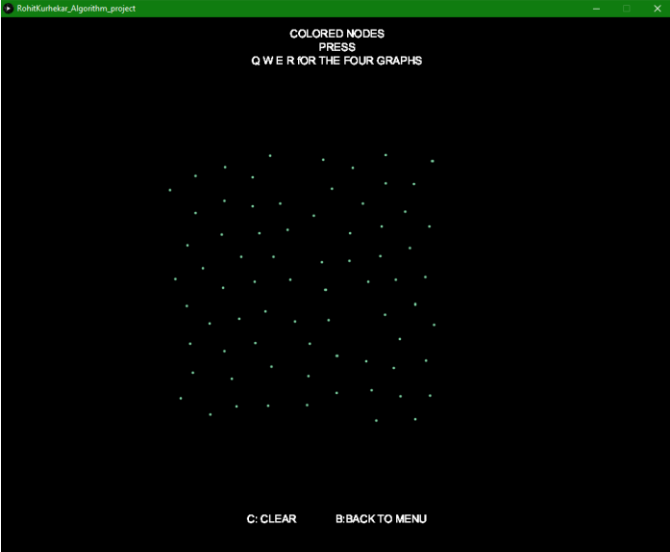 RohitKurhekar_Algorithm_project
COLORED NODES
PRESS
Q W E R fOR THE FOUR GRAPHS
C: CLEAR B:BACK TO MENU